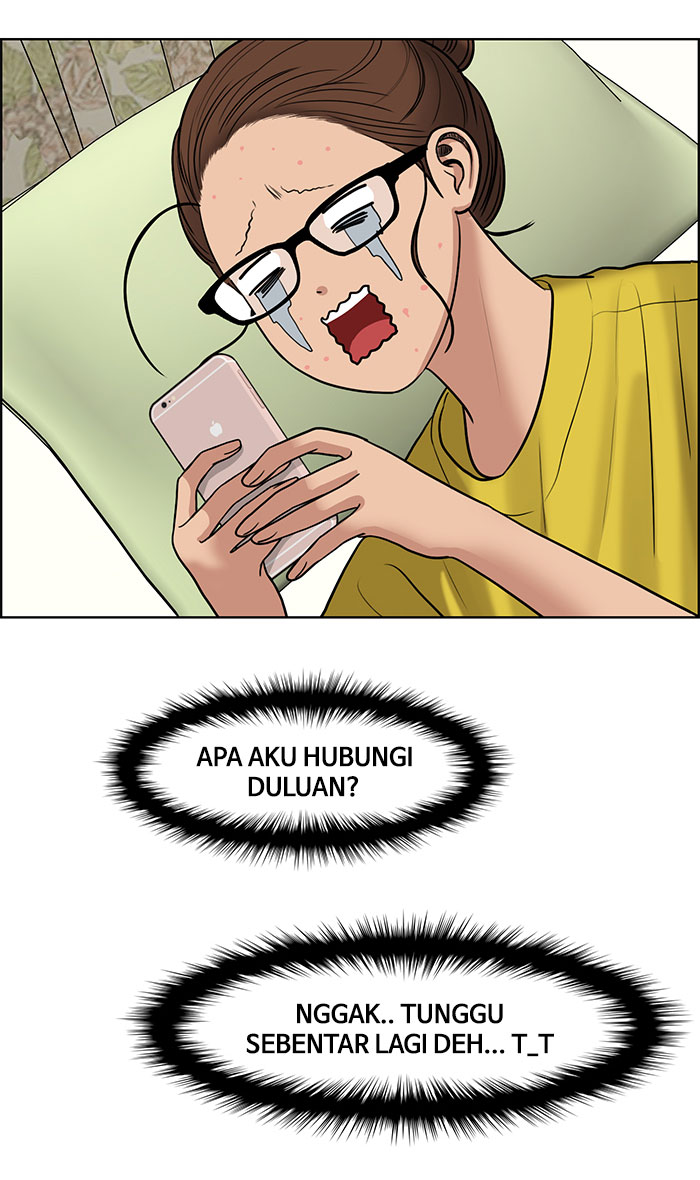 APA AKU HUBUNGI
DULUAN?
NGGAK.. TUNGGU
SEBENTAR LAGI DEH... T_T